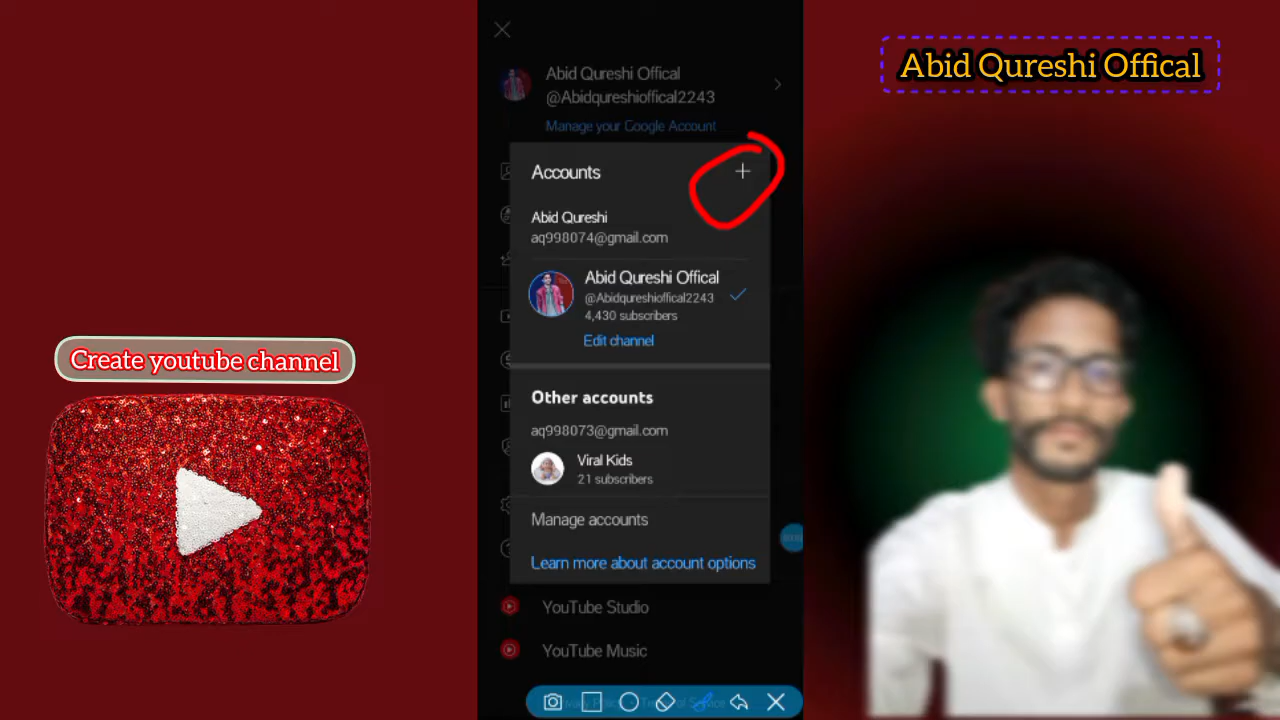 Abid Qureshi Offical
Create youtube channel
Abid Qureshi Offical
@Abidqureshioffical2243
Manage your Google Account
Accounts
Abid Qureshi
aq998074@gmail.com
Abid Qureshi Offical
@Abidqureshioffical2243
4,430 subscribers
Edit channel
Other accounts
aq998073@gmail.com
Viral Kids
21 subscribers
Manage accounts
Learn more about account options
YouTube Studio
YouTube Music